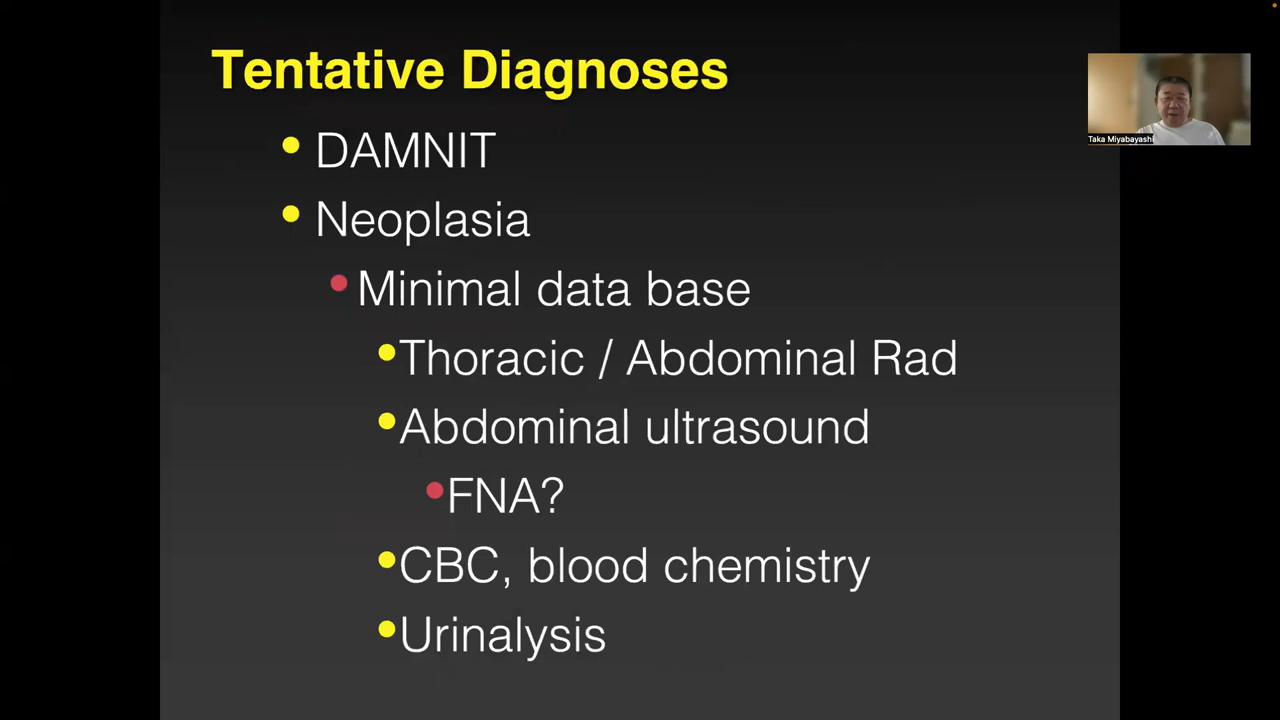 Tentative Diagnoses
DAMNIT
Neoplasia
Minimal data base
Thoracic / Abdominal Rad
Abdominal ultrasound
FNA?
CBC, blood chemistry
Urinalysis
Taka Miyabayashi